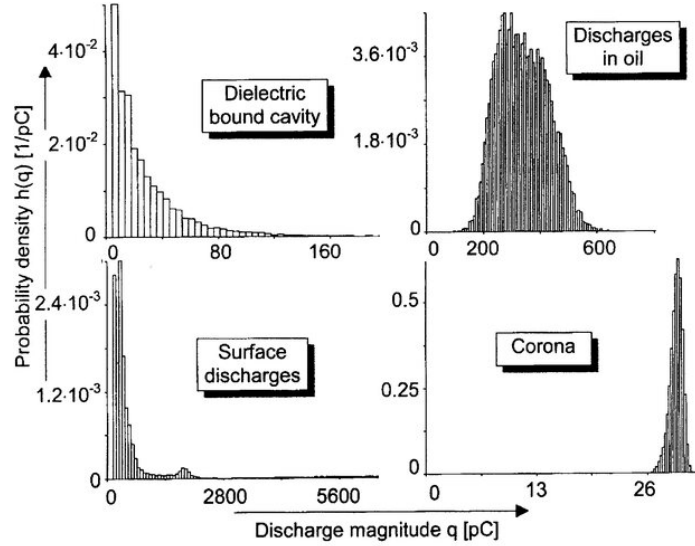 Probability density h(q) [1/pC]
4·10⁻²
2·10⁻²
0
0
80
160
Dielectric
bound cavity
3.6·10⁻³
1.8·10⁻³
0
0
200
600
Discharges
in oil
2.4·10⁻³
1.2·10⁻³
0
0
2800
5600
Surface
discharges
0.5
0.25
0
0
13
26
Corona
Discharge magnitude q [pC]